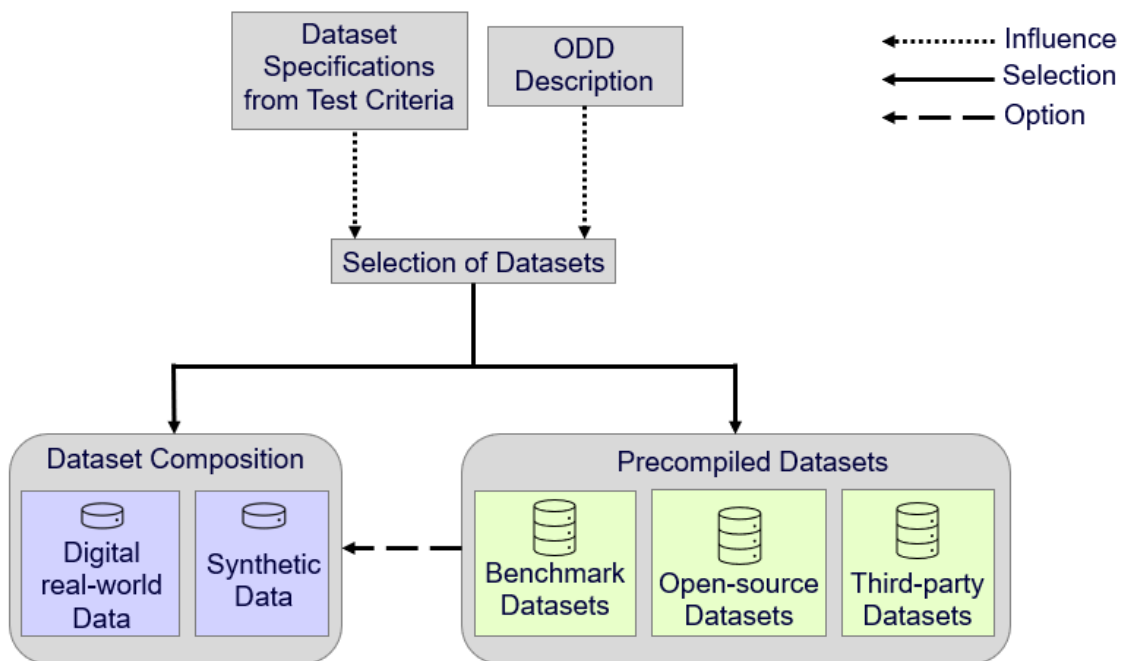 Dataset
Specifications
from Test Criteria
ODD
Description
Influence
Selection
Option
Selection of Datasets
Dataset Composition
Digital
real-world
Data
Synthetic
Data
Precompiled Datasets
Benchmark
Datasets
Open-source
Datasets
Third-party
Datasets